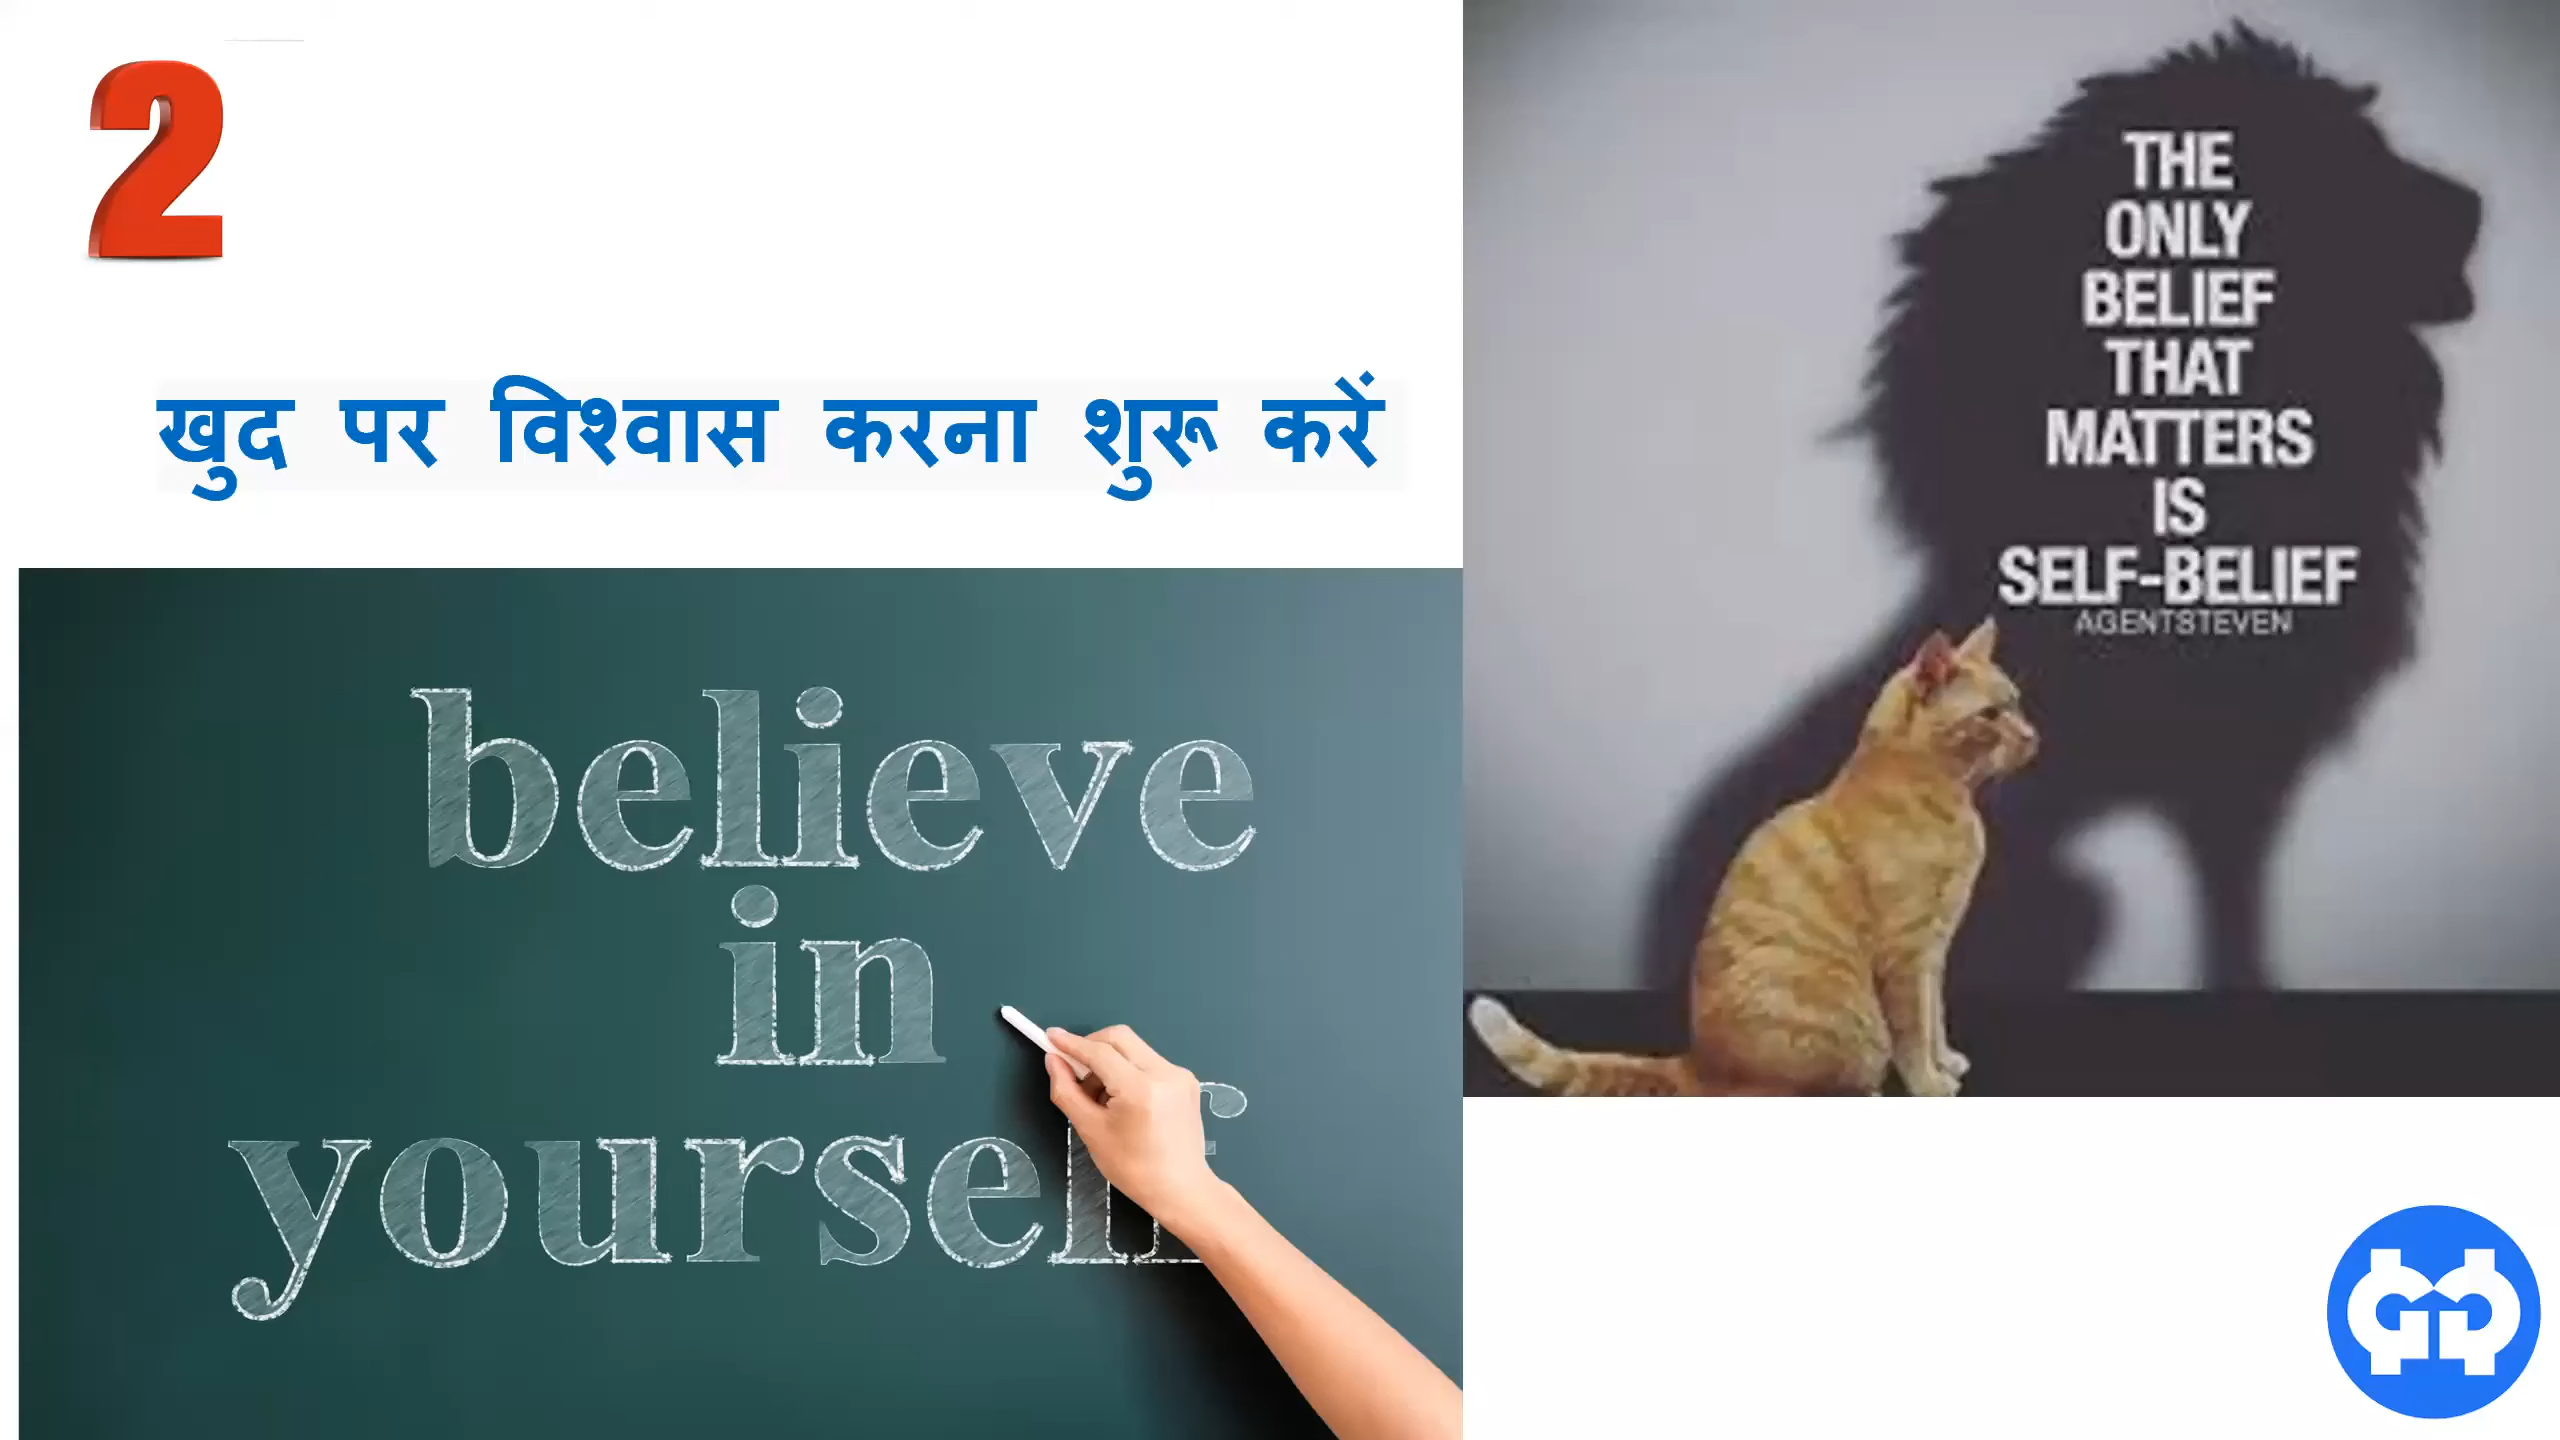 2
खुद पर विश्वास करना शुरू करें
believe
in
yourself
THE
ONLY
BELIEF
THAT
MATTERS
IS
SELF-BELIEF
AGENTSTEVEN